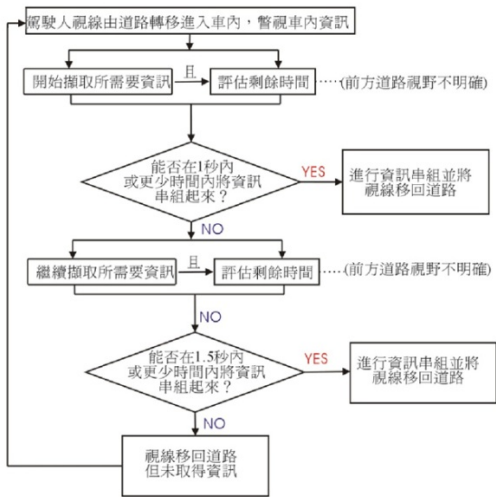 駕駛人視線由道路轉移進入車內，瞥視車內資訊
開始擷取所需要資訊
且
評估剩餘時間
……(前方道路視野不明確)
能否在1秒內
或更少時間內將資訊
串組起來？
YES
進行資訊串組並將
視線移回道路
NO
繼續擷取所需要資訊
且
評估剩餘時間
……(前方道路視野不明確)
NO
能否在1.5秒內
或更少時間內將資訊
串組起來？
YES
進行資訊串組並將
視線移回道路
NO
視線移回道路
但未取得資訊